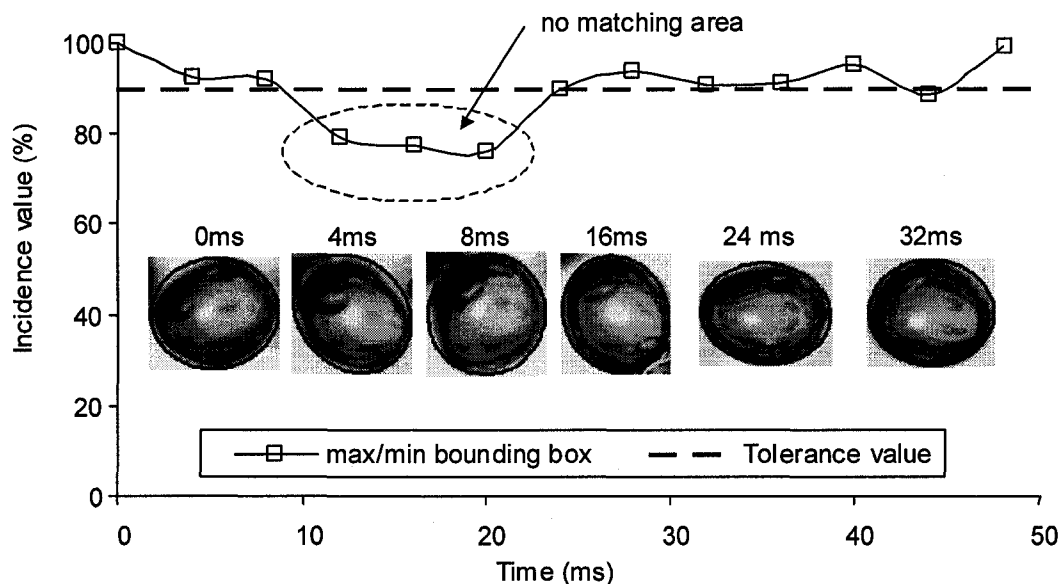 no matching area
100
80
60
40
20
0
Incidence value (%)
0ms 4ms 8ms 16ms 24 ms 32ms
max/min bounding box Tolerance value
0 10 20 30 40 50
Time (ms)